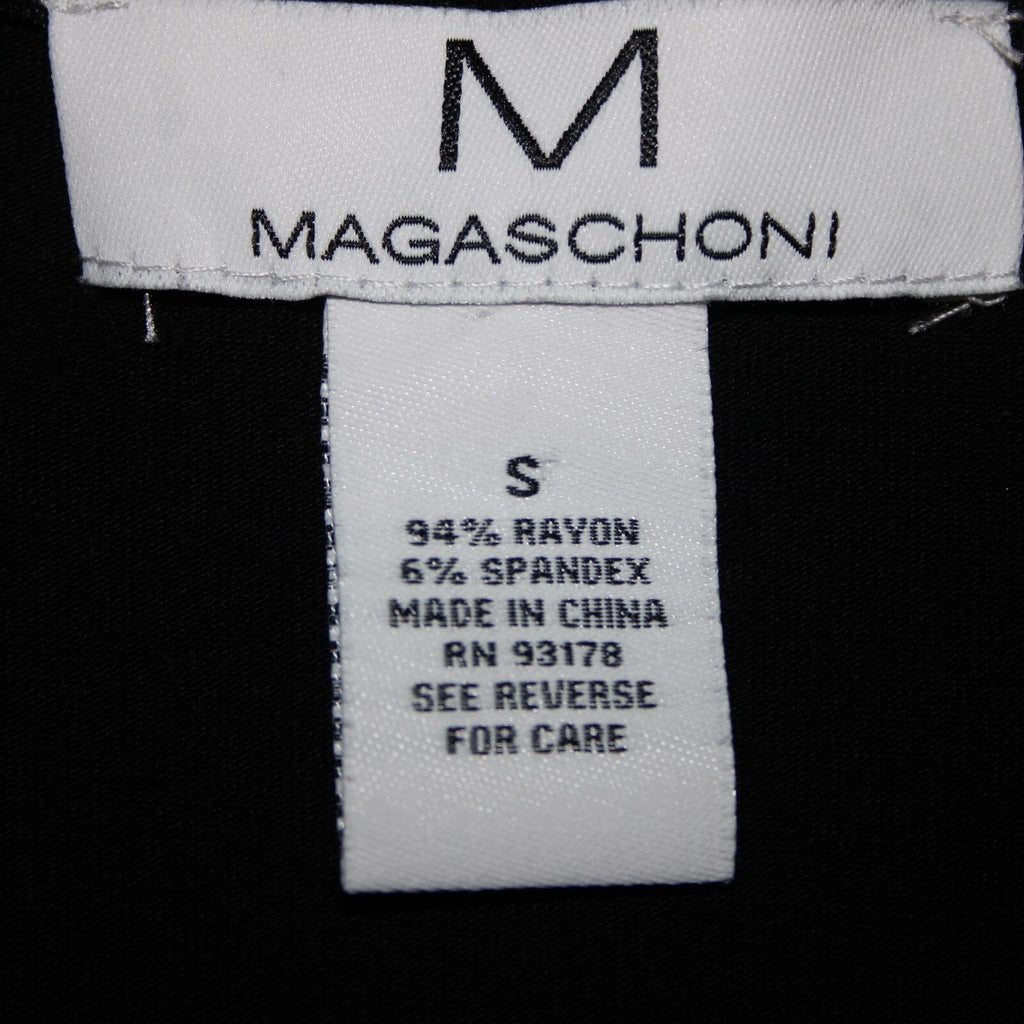 M
MAGASCHONI
S
94% RAYON
6% SPANDEX
MADE IN CHINA
RN 93178
SEE REVERSE
FOR CARE